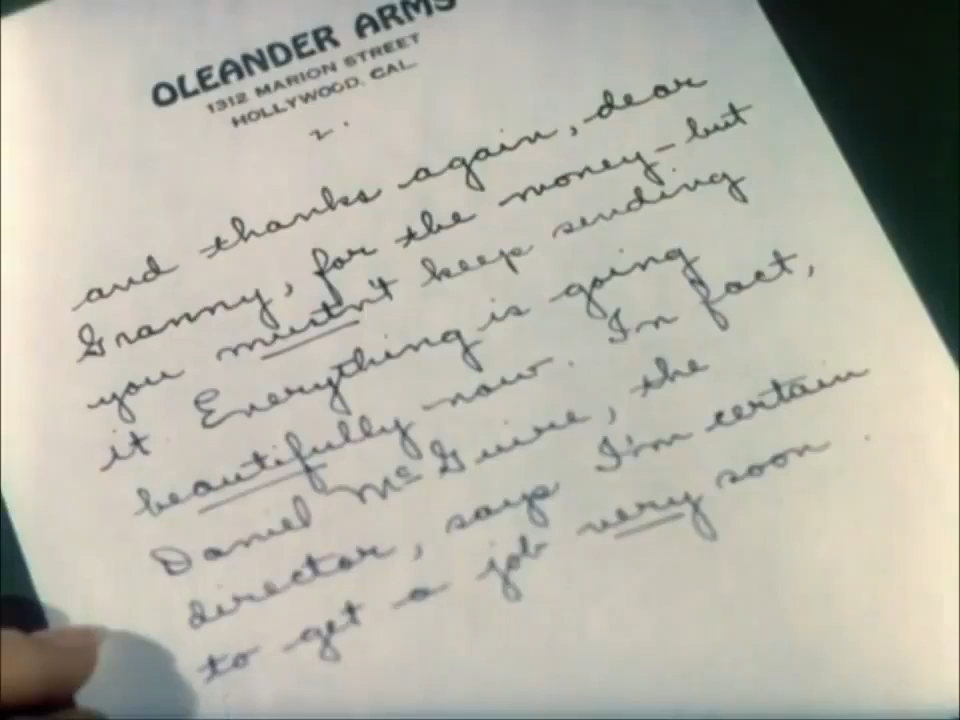 OLEANDER ARMS
1312 MARION STREET
HOLLYWOOD, CAL.
2.
and thanks again, dear
Granny, for the money – but
you mustn't keep sending
it Everything is going
beautifully now. In fact,
Daniel McGuire, the
director, says I'm certain
to get a job very soon.